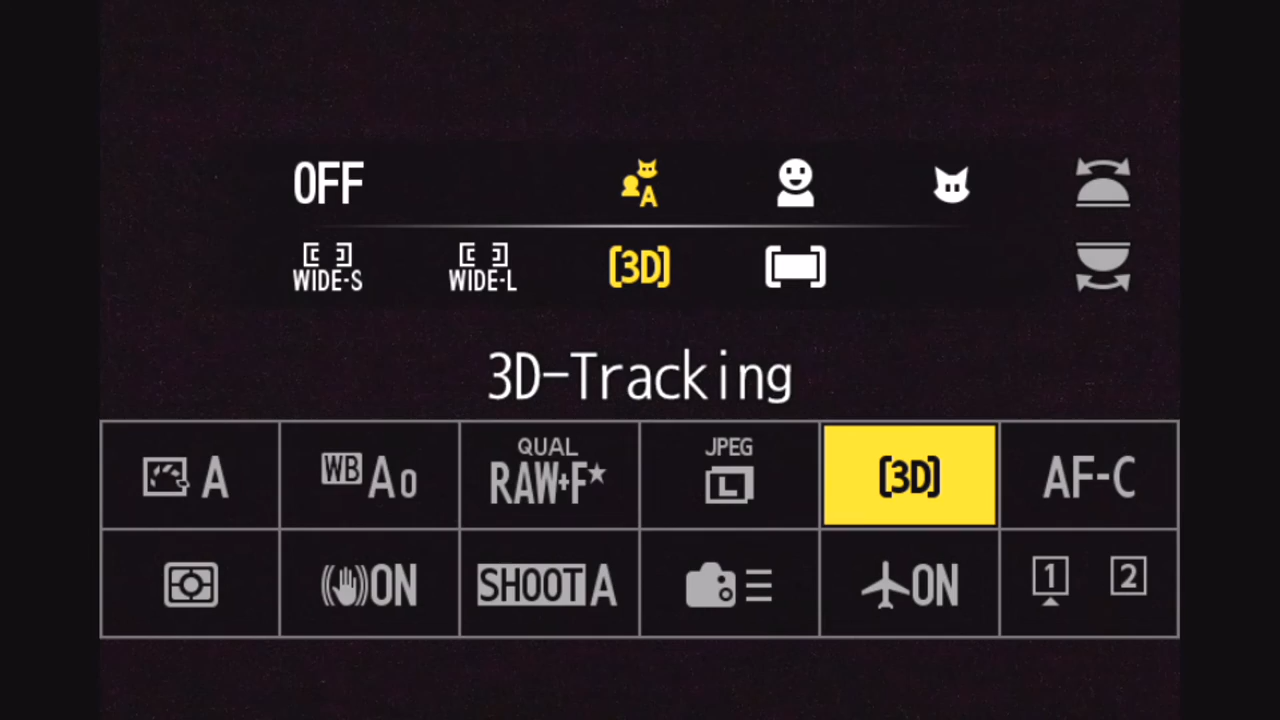 OFF A
WIDE-S WIDE-L [3D]
3D-Tracking
A WB A0 QUAL RAW+F★ JPEG L [3D] AF-C
ON SHOOT A ON 1 2